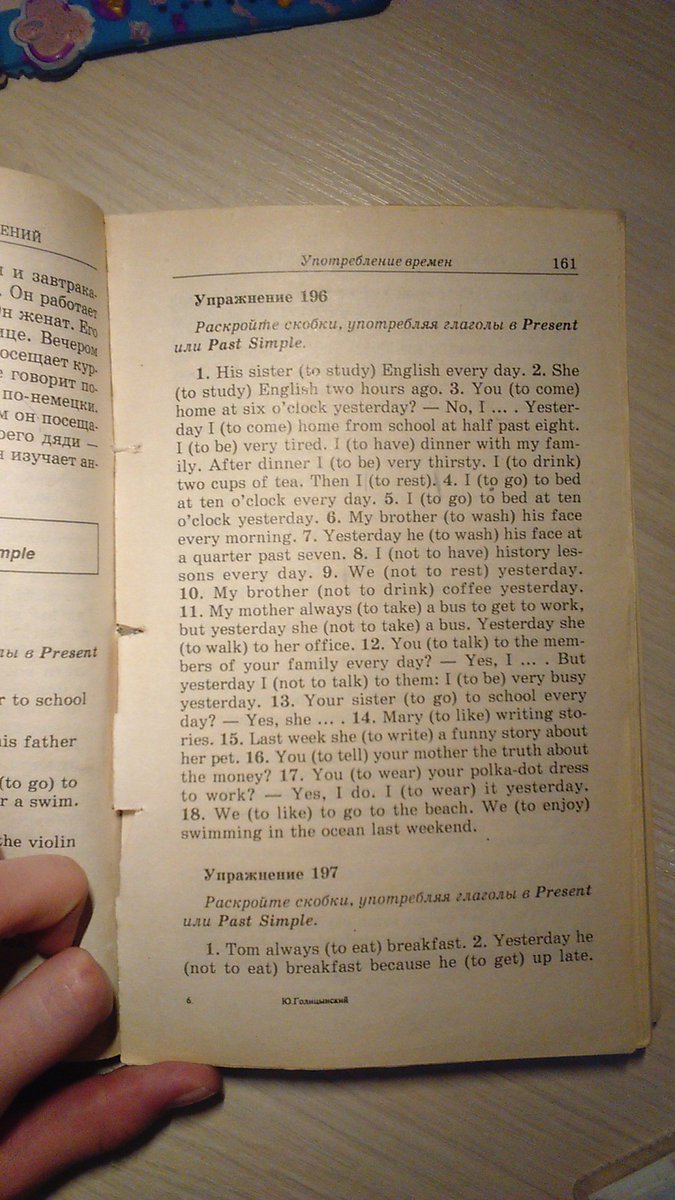 ЕНИЙ
и завтрака-
Он работает
н женат. Его
це. Вечером
осещает кур-
е говорит по-
по-немецки.
м он посеща-
оего дяди —
я изучает ан-
mple
лы в Present
r to school
is father
(to go) to
r a swim.
the violin
Употребление времен 161
Упражнение 196
Раскройте скобки, употребляя глаголы в Present
или Past Simple.
1. His sister (to study) English every day. 2. She
(to study) English two hours ago. 3. You (to come)
home at six o'clock yesterday? — No, I ... . Yester-
day I (to come) home from school at half past eight.
I (to be) very tired. I (to have) dinner with my fam-
ily. After dinner I (to be) very thirsty. I (to drink)
two cups of tea. Then I (to rest). 4. I (to go) to bed
at ten o'clock every day. 5. I (to go) to bed at ten
o'clock yesterday. 6. My brother (to wash) his face
every morning. 7. Yesterday he (to wash) his face at
a quarter past seven. 8. I (not to have) history les-
sons every day. 9. We (not to rest) yesterday.
10. My brother (not to drink) coffee yesterday.
11. My mother always (to take) a bus to get to work,
but yesterday she (not to take) a bus. Yesterday she
(to walk) to her office. 12. You (to talk) to the mem-
bers of your family every day? — Yes, I ... . But
yesterday I (not to talk) to them: I (to be) very busy
yesterday. 13. Your sister (to go) to school every
day? — Yes, she ... . 14. Mary (to like) writing sto-
ries. 15. Last week she (to write) a funny story about
her pet. 16. You (to tell) your mother the truth about
the money? 17. You (to wear) your polka-dot dress
to work? — Yes, I do. I (to wear) it yesterday.
18. We (to like) to go to the beach. We (to enjoy)
swimming in the ocean last weekend.
Упражнение 197
Раскройте скобки, употребляя глаголы в Present
или Past Simple.
1. Tom always (to eat) breakfast. 2. Yesterday he
(not to eat) breakfast because he (to get) up late.
6. Ю.Голицынский